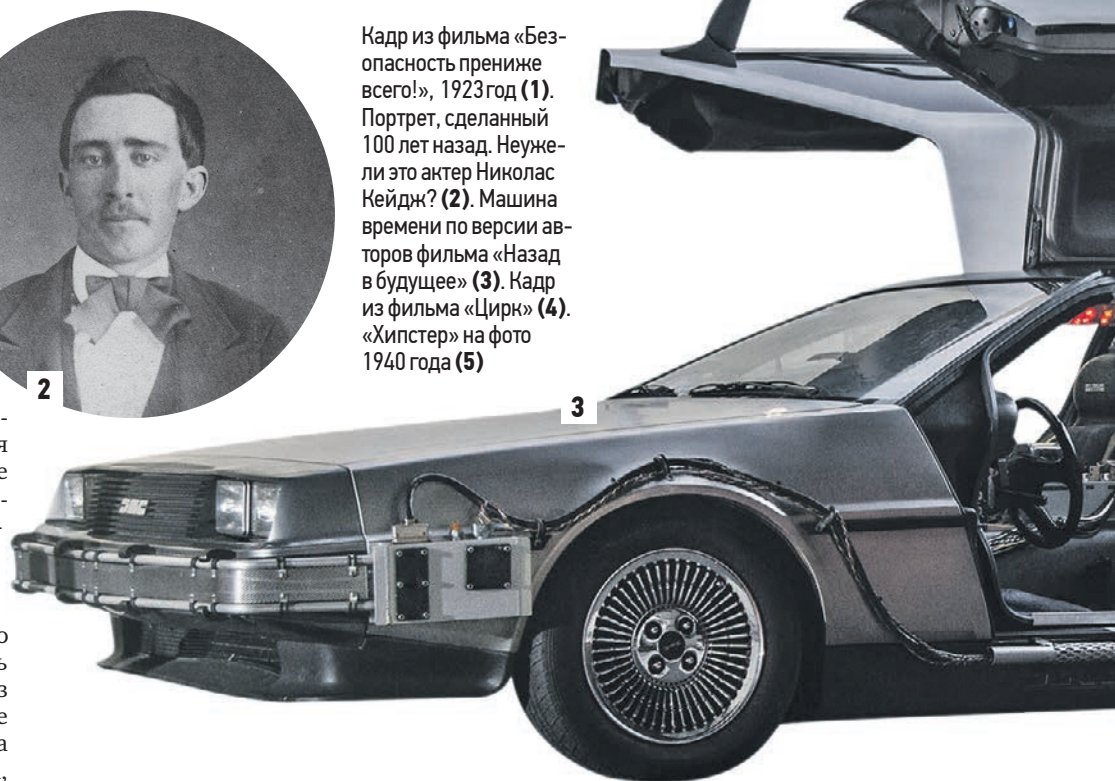 Кадр из фильма «Без-
опасность прениже
всего!», 1923 год (1).
Портрет, сделанный
100 лет назад. Неуже-
ли это актер Николас
Кейдж? (2). Машина
времени по версии ав-
торов фильма «Назад
в будущее» (3). Кадр
из фильма «Цирк» (4).
«Хипстер» на фото
1940 года (5)
2
3
-
я
е
-
.
о
ь
з
е
а
,
DMC